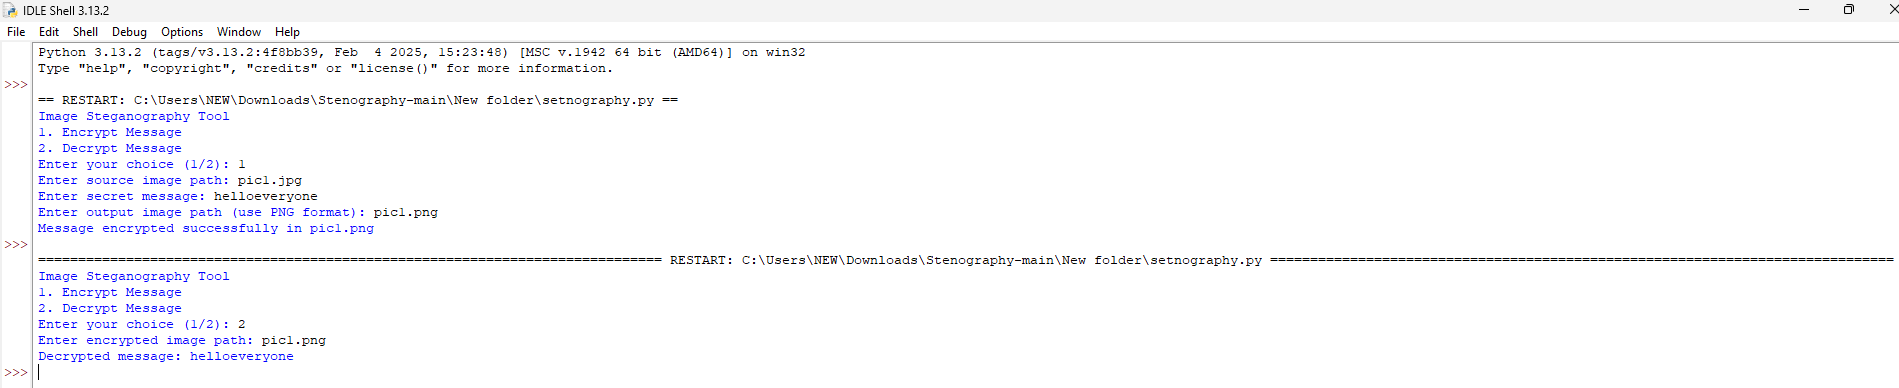 IDLE Shell 3.13.2
File Edit Shell Debug Options Window Help
Python 3.13.2 (tags/v3.13.2:4f8bb39, Feb  4 2025, 15:23:48) [MSC v.1942 64 bit (AMD64)] on win32
Type "help", "copyright", "credits" or "license()" for more information.
>>>
== RESTART: C:\Users\NEW\Downloads\Stenography-main\New folder\setnography.py ==
Image Steganography Tool
1. Encrypt Message
2. Decrypt Message
Enter your choice (1/2): 1
Enter source image path: pic1.jpg
Enter secret message: helloeveryone
Enter output image path (use PNG format): pic1.png
Message encrypted successfully in pic1.png
>>>
============================================================================== RESTART: C:\Users\NEW\Downloads\Stenography-main\New folder\setnography.py ==============================================================================
Image Steganography Tool
1. Encrypt Message
2. Decrypt Message
Enter your choice (1/2): 2
Enter encrypted image path: pic1.png
Decrypted message: helloeveryone
>>>